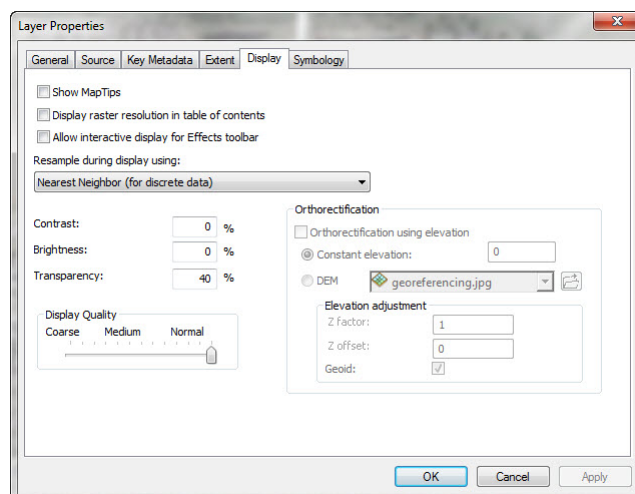 Layer Properties
General Source Key Metadata Extent Display Symbology
Show MapTips
Display raster resolution in table of contents
Allow interactive display for Effects toolbar
Resample during display using:
Nearest Neighbor (for discrete data)
Contrast: 0 %
Brightness: 0 %
Transparency: 40 %
Display Quality
Coarse Medium Normal
Orthorectification
Orthorectification using elevation
Constant elevation: 0
DEM georeferencing.jpg
Elevation adjustment
Z factor: 1
Z offset: 0
Geoid:
OK Cancel Apply